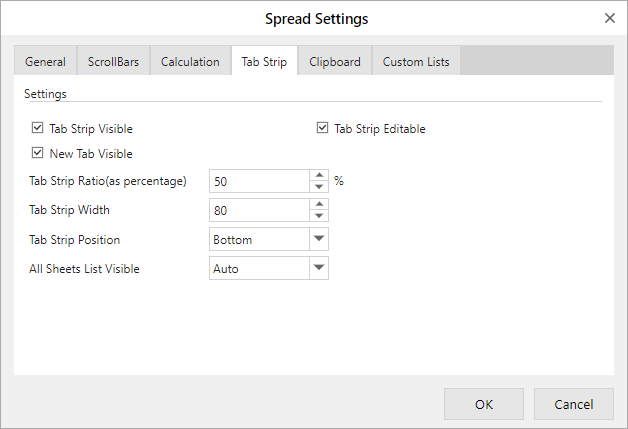 Spread Settings
General ScrollBars Calculation Tab Strip Clipboard Custom Lists
Settings
Tab Strip Visible Tab Strip Editable
New Tab Visible
Tab Strip Ratio(as percentage) 50 %
Tab Strip Width 80
Tab Strip Position Bottom
All Sheets List Visible Auto
OK Cancel